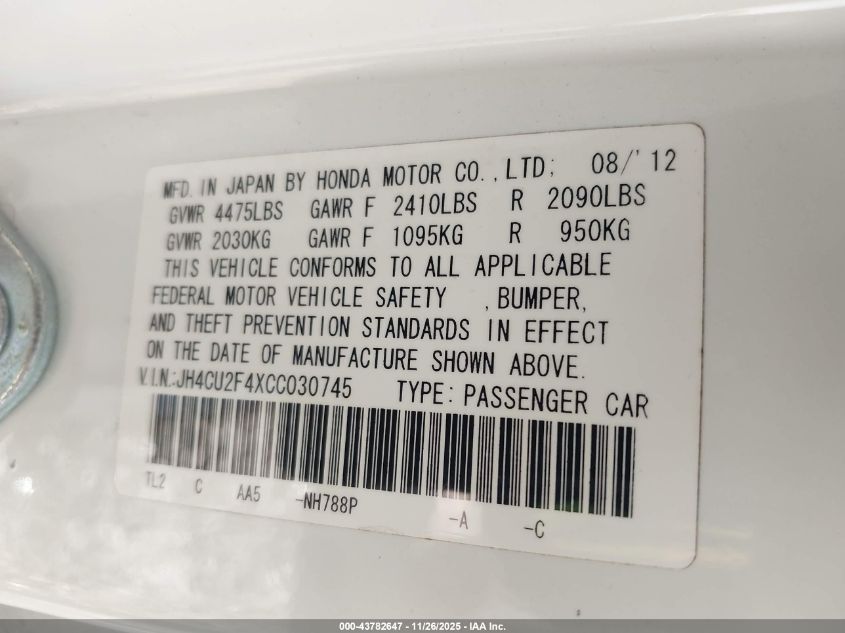 MFD. IN JAPAN BY HONDA MOTOR CO.,LTD; 08/'12
GVWR 4475LBS GAWR F 2410LBS R 2090LBS
GVWR 2030KG GAWR F 1095KG R 950KG
THIS VEHICLE CONFORMS TO ALL APPLICABLE
FEDERAL MOTOR VEHICLE SAFETY ,BUMPER,
AND THEFT PREVENTION STANDARDS IN EFFECT
ON THE DATE OF MANUFACTURE SHOWN ABOVE.
V.I.N.:JH4CU2F4XCC030745 TYPE: PASSENGER CAR
TL2 C AA5 -NH788P -A -C
000-43782647 - 11/26/2025 - IAA Inc.